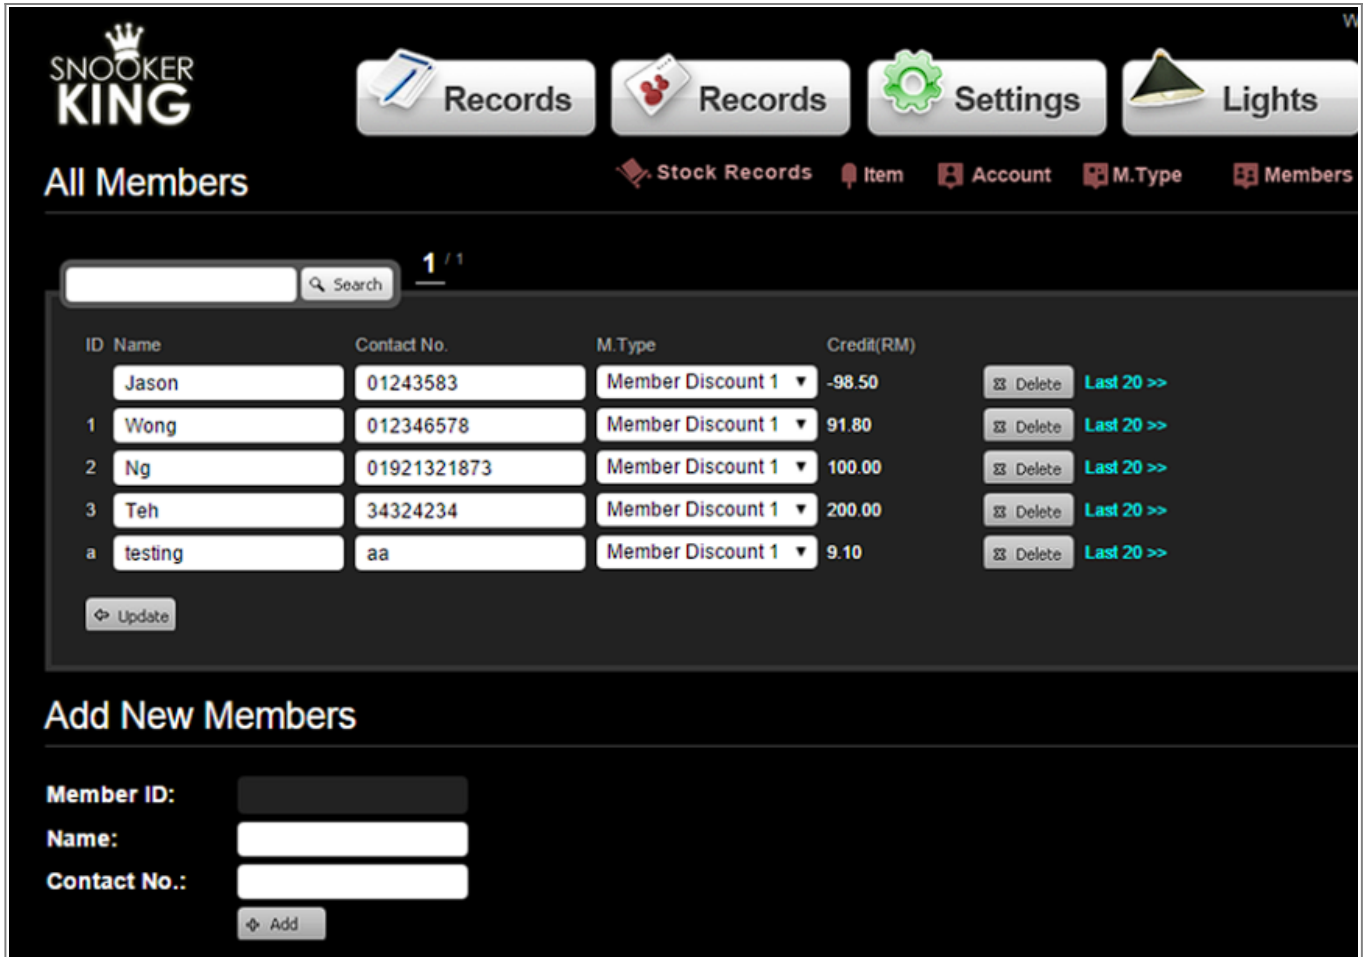 W
SNOOKER
KING
Records
Records
Settings
Lights
All Members
Stock Records
Item
Account
M.Type
Members
1 / 1
Search
ID Name Contact No. M.Type Credit(RM)
Jason 01243583 Member Discount 1 -98.50 Delete Last 20 >>
1 Wong 012346578 Member Discount 1 91.80 Delete Last 20 >>
2 Ng 01921321873 Member Discount 1 100.00 Delete Last 20 >>
3 Teh 34324234 Member Discount 1 200.00 Delete Last 20 >>
a testing aa Member Discount 1 9.10 Delete Last 20 >>
Update
Add New Members
Member ID:
Name:
Contact No.:
Add